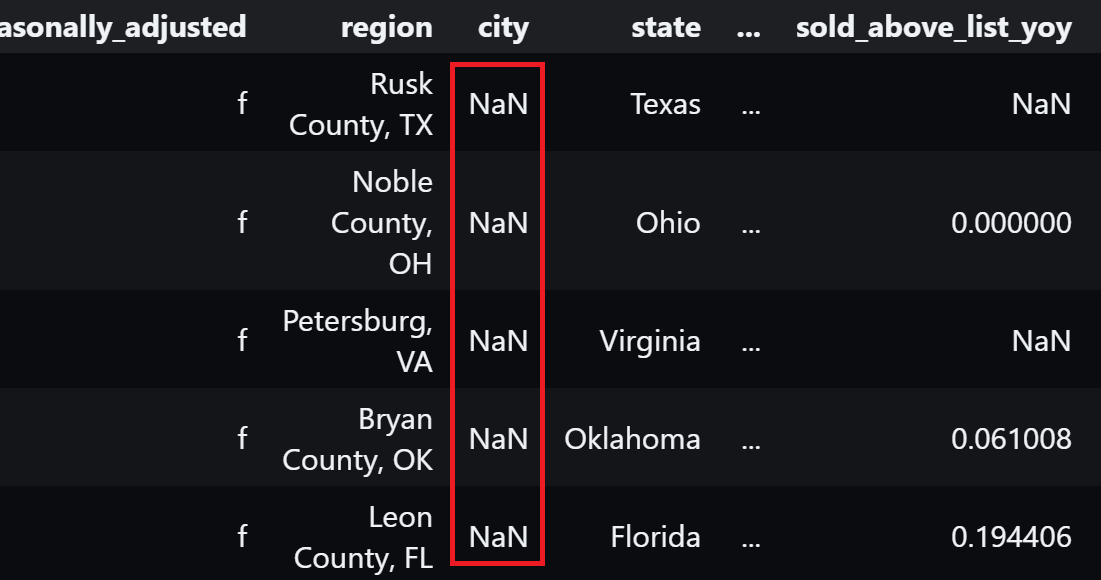 asonally_adjusted region city state ... sold_above_list_yoy
f Rusk County, TX NaN Texas ... NaN
f Noble County, OH NaN Ohio ... 0.000000
f Petersburg, VA NaN Virginia ... NaN
f Bryan County, OK NaN Oklahoma ... 0.061008
f Leon County, FL NaN Florida ... 0.194406